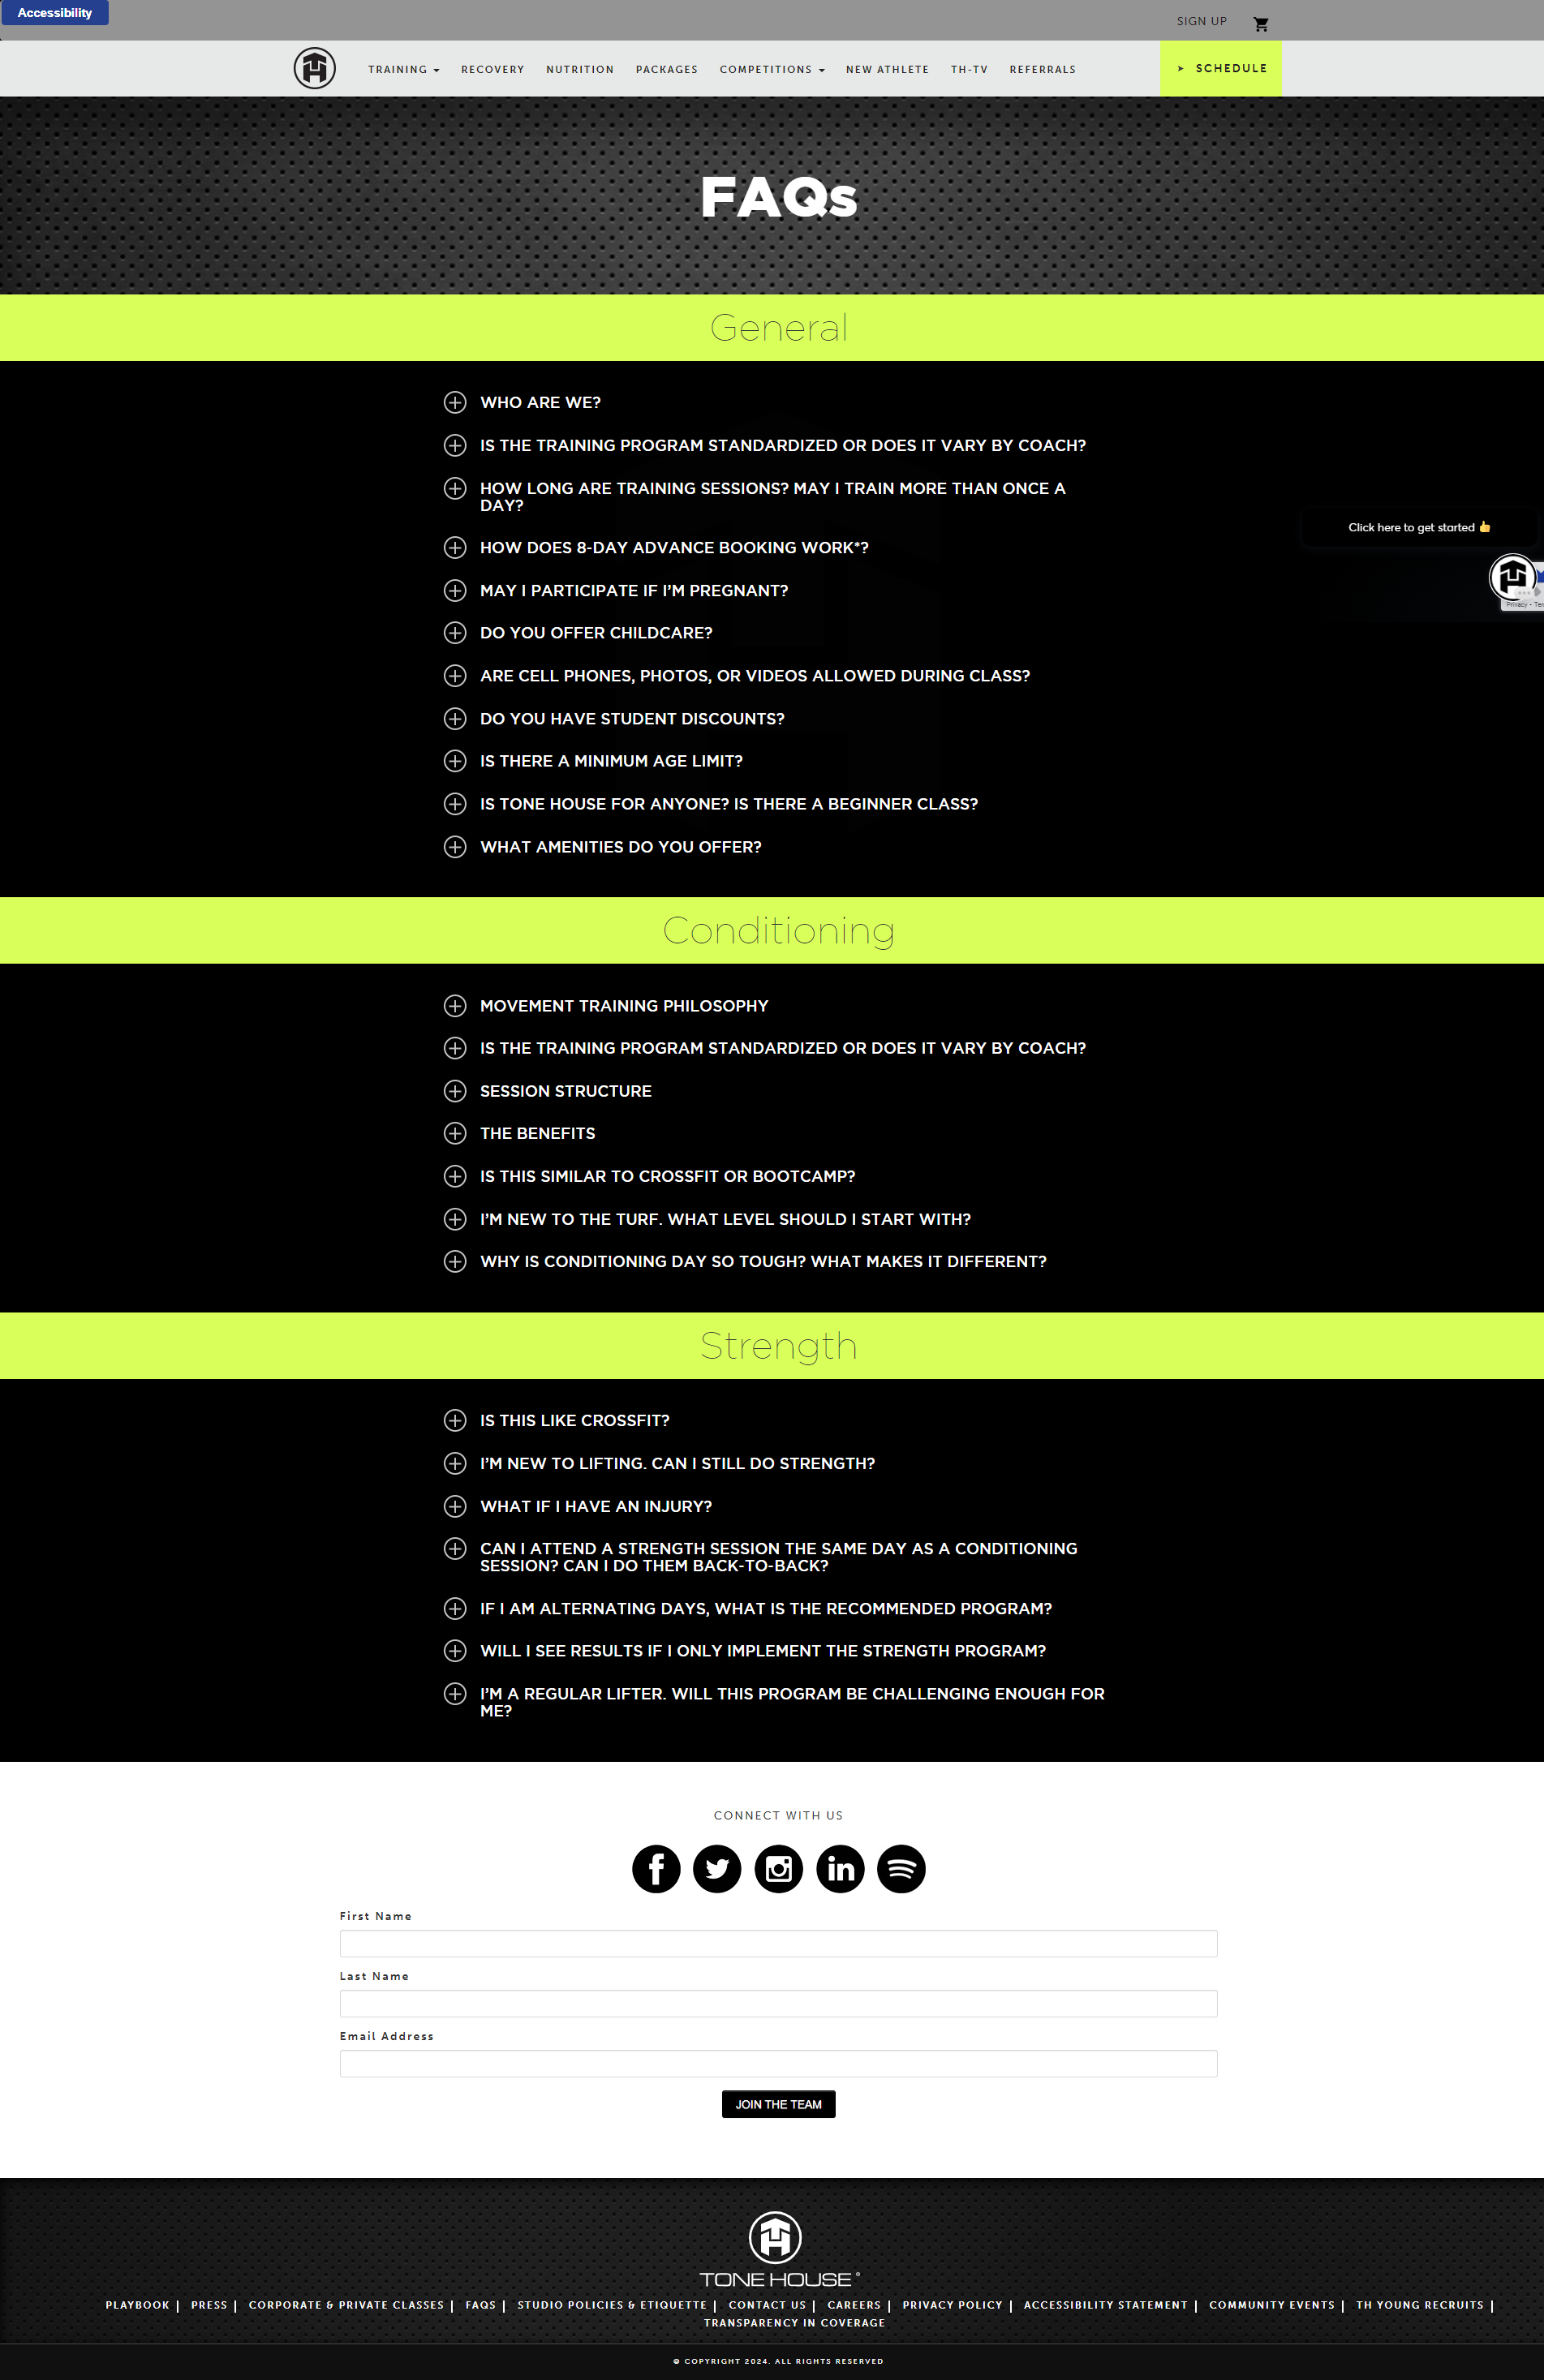 Accessibility
SIGN UP
TRAINING RECOVERY NUTRITION PACKAGES COMPETITIONS NEW ATHLETE TH-TV REFERRALS
SCHEDULE
FAQs
General
WHO ARE WE?
IS THE TRAINING PROGRAM STANDARDIZED OR DOES IT VARY BY COACH?
HOW LONG ARE TRAINING SESSIONS? MAY I TRAIN MORE THAN ONCE A
DAY?
Click here to get started 👍
HOW DOES 8-DAY ADVANCE BOOKING WORK*?
MAY I PARTICIPATE IF I’M PREGNANT?
Privacy •
DO YOU OFFER CHILDCARE?
ARE CELL PHONES, PHOTOS, OR VIDEOS ALLOWED DURING CLASS?
DO YOU HAVE STUDENT DISCOUNTS?
IS THERE A MINIMUM AGE LIMIT?
IS TONE HOUSE FOR ANYONE? IS THERE A BEGINNER CLASS?
WHAT AMENITIES DO YOU OFFER?
Conditioning
MOVEMENT TRAINING PHILOSOPHY
IS THE TRAINING PROGRAM STANDARDIZED OR DOES IT VARY BY COACH?
SESSION STRUCTURE
THE BENEFITS
IS THIS SIMILAR TO CROSSFIT OR BOOTCAMP?
I’M NEW TO THE TURF. WHAT LEVEL SHOULD I START WITH?
WHY IS CONDITIONING DAY SO TOUGH? WHAT MAKES IT DIFFERENT?
Strength
IS THIS LIKE CROSSFIT?
I’M NEW TO LIFTING. CAN I STILL DO STRENGTH?
WHAT IF I HAVE AN INJURY?
CAN I ATTEND A STRENGTH SESSION THE SAME DAY AS A CONDITIONING
SESSION? CAN I DO THEM BACK-TO-BACK?
IF I AM ALTERNATING DAYS, WHAT IS THE RECOMMENDED PROGRAM?
WILL I SEE RESULTS IF I ONLY IMPLEMENT THE STRENGTH PROGRAM?
I’M A REGULAR LIFTER. WILL THIS PROGRAM BE CHALLENGING ENOUGH FOR
ME?
CONNECT WITH US
First Name
Last Name
Email Address
JOIN THE TEAM
TONE HOUSE®
PLAYBOOK | PRESS | CORPORATE & PRIVATE CLASSES | FAQS | STUDIO POLICIES & ETIQUETTE | CONTACT US | CAREERS | PRIVACY POLICY | ACCESSIBILITY STATEMENT | COMMUNITY EVENTS | TH YOUNG RECRUITS |
TRANSPARENCY IN COVERAGE
© COPYRIGHT 2024. ALL RIGHTS RESERVED